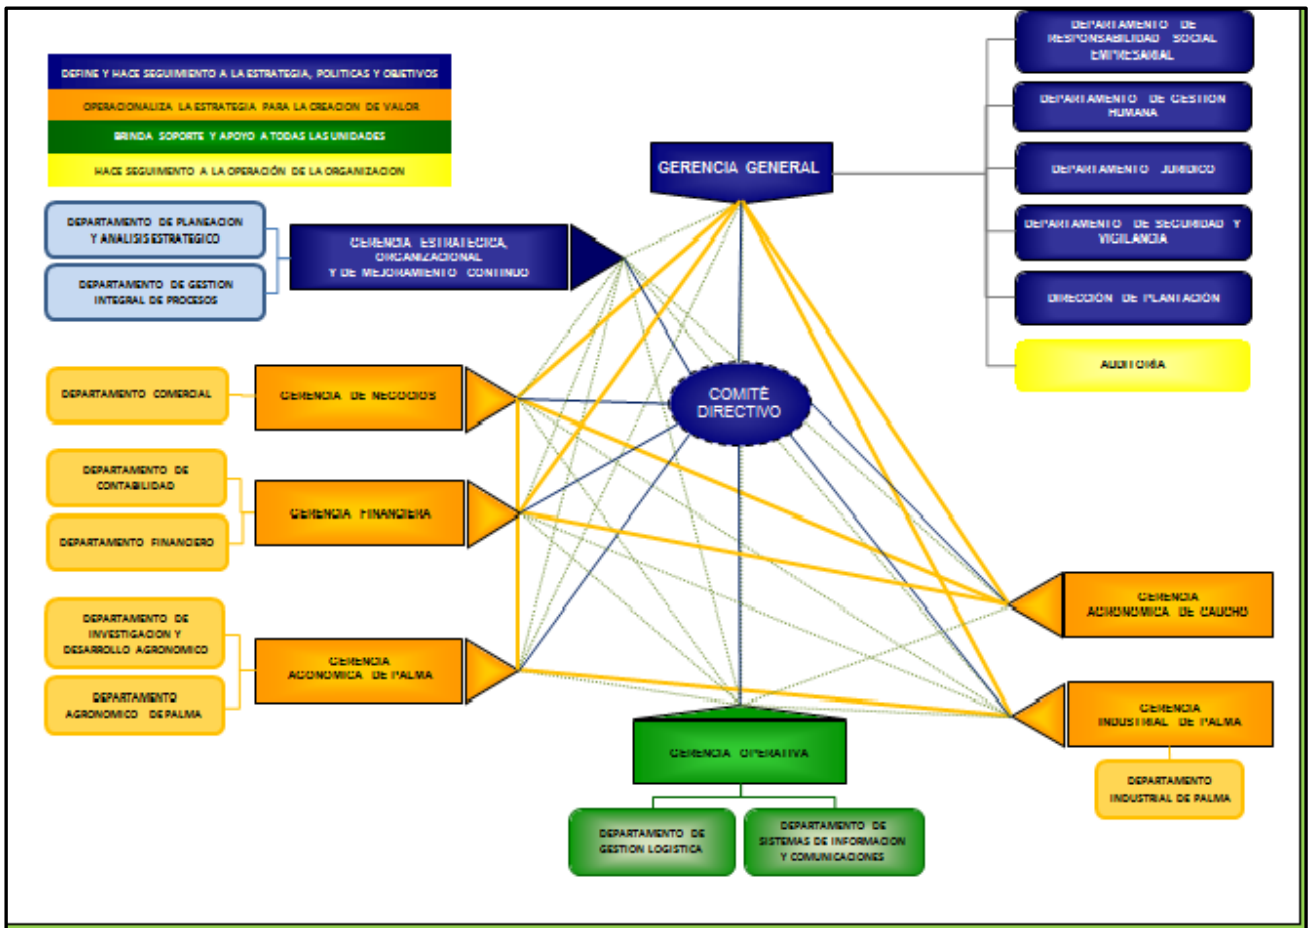 DEFINE Y HACE SEGUIMIENTO A LA ESTRATEGIA, POLITICAS Y OBJETIVOS
OPERACIONALIZA LA ESTRATEGIA PARA LA CREACION DE VALOR
BRINDA SOPORTE Y APOYO A TODAS LAS UNIDADES
HACE SEGUIMENTO A LA OPERACIÓN DE LA ORGANIZACION
DEPARTAMENTO DE
RESPONSABILIDAD SOCIAL
EMPRESARIAL
DEPARTAMENTO DE GESTION
HUMANA
DEPARTAMENTO JURIDICO
DEPARTAMENTO DE SEGURIDAD Y
VIGILANCIA
DIRECCIÓN DE PLANTACIÓN
AUDITORÍA
GERENCIA GENERAL
DEPARTAMENTO DE PLANEACION
Y ANALISIS ESTRATEGICO
DEPARTAMENTO DE GESTION
INTEGRAL DE PROCESOS
GERENCIA ESTRATEGICA,
ORGANIZACIONAL
Y DE MEJORAMIENTO CONTINUO
DEPARTAMENTO COMERCIAL
GERENCIA DE NEGOCIOS
COMITÉ
DIRECTIVO
DEPARTAMENTO DE
CONTABILIDAD
DEPARTAMENTO FINANCIERO
GERENCIA FINANCIERA
DEPARTAMENTO DE
INVESTIGACION Y
DESARROLLO AGRONOMICO
DEPARTAMENTO
AGRONOMICO DE PALMA
GERENCIA
AGONOMICA DE PALMA
GERENCIA
AGRONOMICA DE CAUCHO
GERENCIA
INDUSTRIAL DE PALMA
DEPARTAMENTO
INDUSTRIAL DE PALMA
GERENCIA OPERATIVA
DEPARTAMENTO DE
GESTION LOGISTICA
DEPARTAMENTO DE
SISTEMAS DE INFORMACION
Y COMUNICACIONES